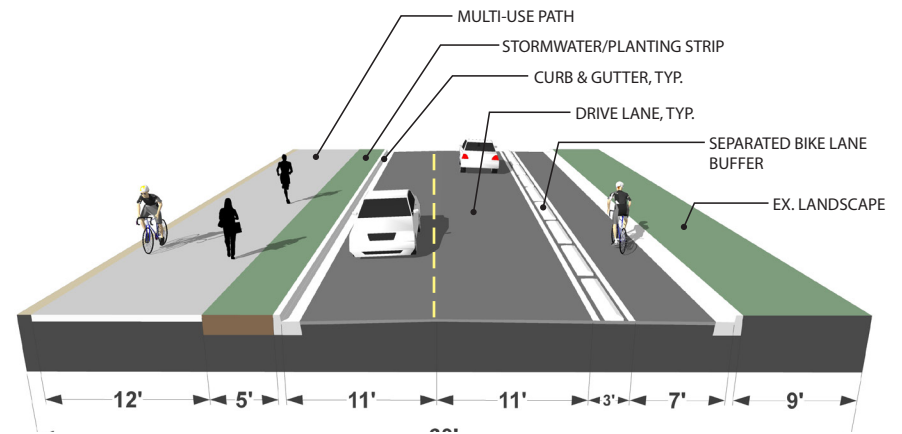 MULTI-USE PATH
STORMWATER/PLANTING STRIP
CURB & GUTTER, TYP.
DRIVE LANE, TYP.
SEPARATED BIKE LANE
BUFFER
EX. LANDSCAPE
12' 5' 11' 11' 3' 7' 9'